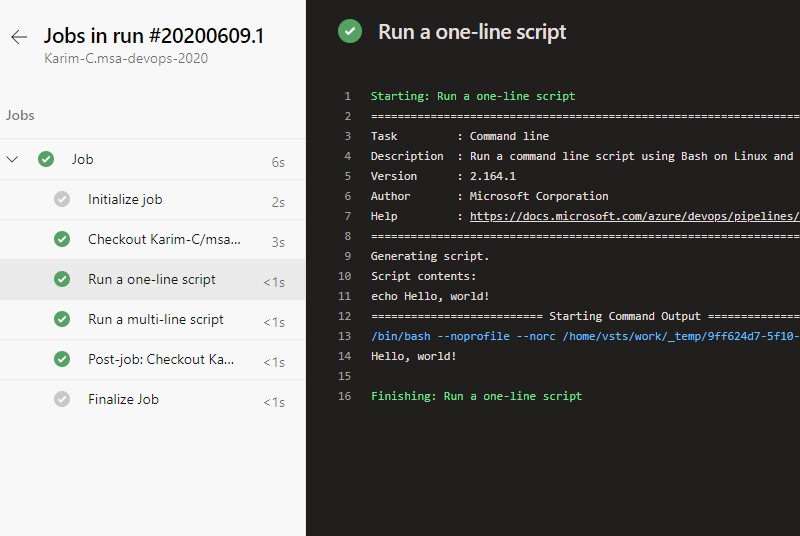 Jobs in run #20200609.1
Karim-C.msa-devops-2020
Jobs
Job 6s
Initialize job 2s
Checkout Karim-C/msa... 3s
Run a one-line script <1s
Run a multi-line script <1s
Post-job: Checkout Ka... <1s
Finalize Job <1s
Run a one-line script
1 Starting: Run a one-line script
2 ==================================================================
3 Task : Command line
4 Description : Run a command line script using Bash on Linux and
5 Version : 2.164.1
6 Author : Microsoft Corporation
7 Help : https://docs.microsoft.com/azure/devops/pipelines/
8 ==================================================================
9 Generating script.
10 Script contents:
11 echo Hello, world!
12 ========================== Starting Command Output ==============
13 /bin/bash --noprofile --norc /home/vsts/work/_temp/9ff624d7-5f10-
14 Hello, world!
15
16 Finishing: Run a one-line script